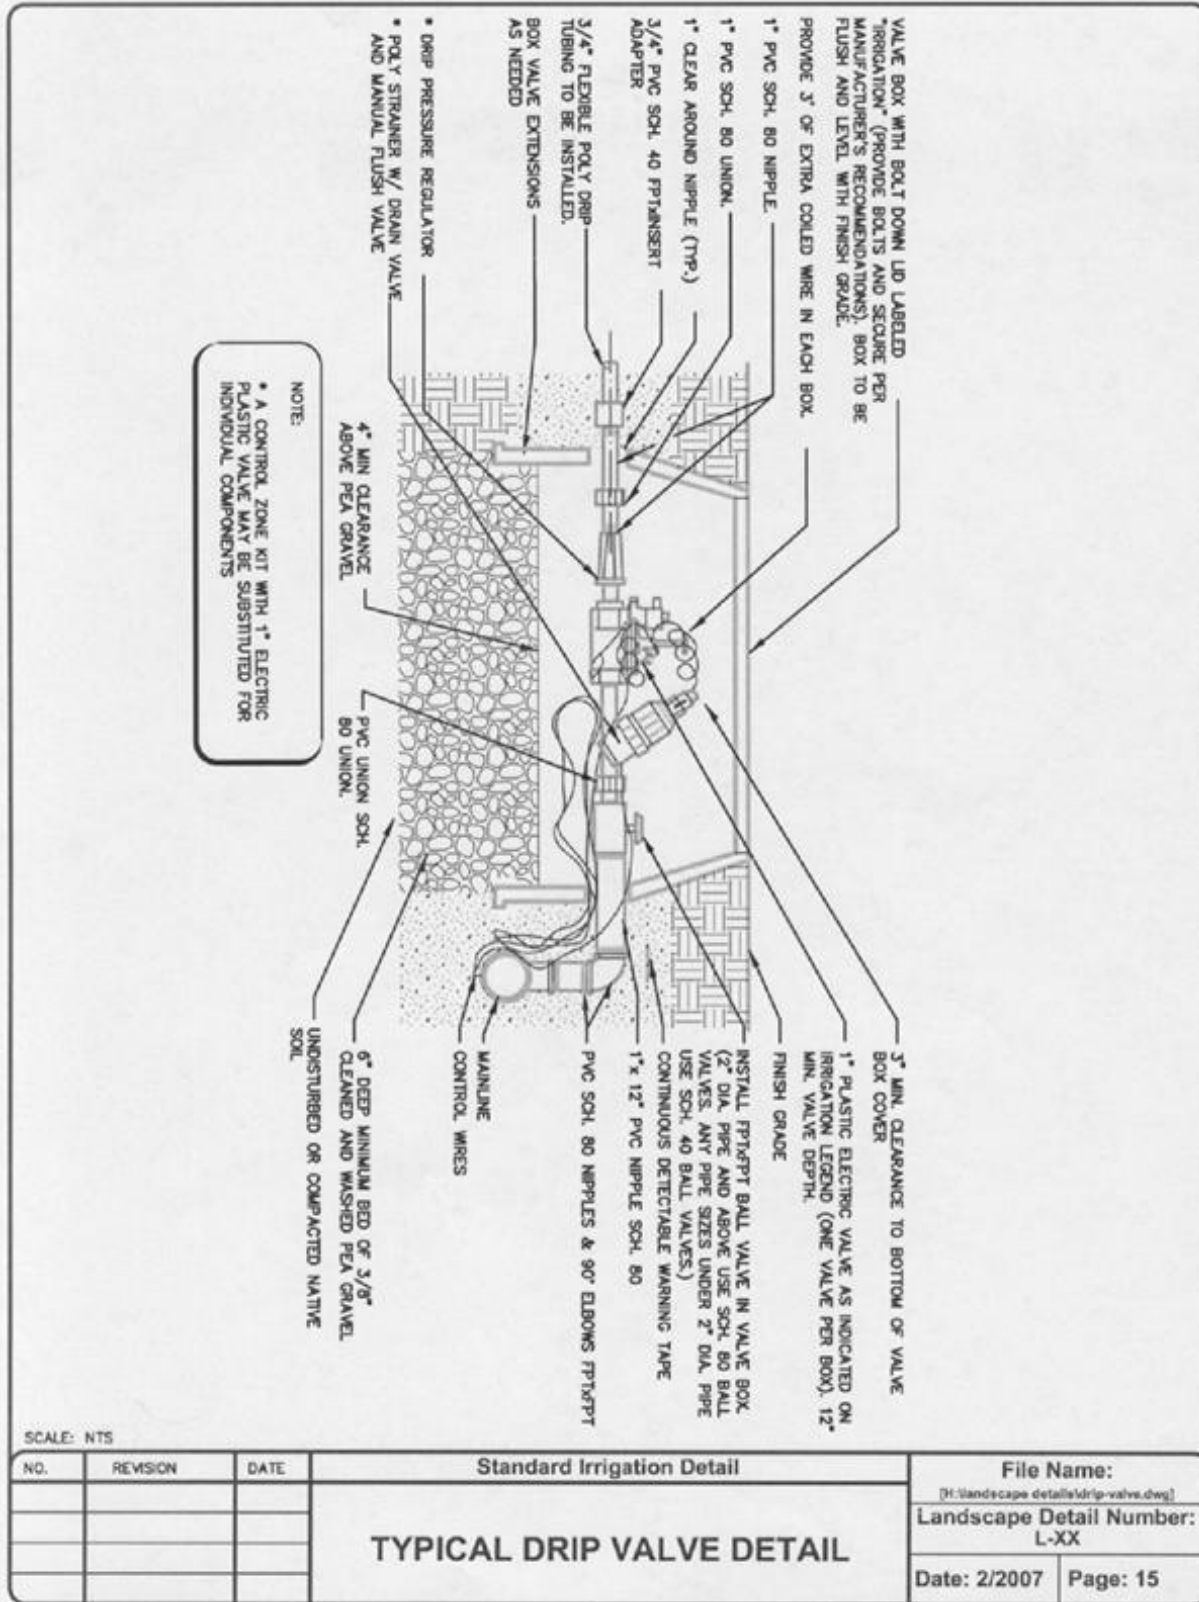 VALVE BOX WITH BOLT DOWN LID LABELED
"IRRIGATION" (PROVIDE BOLTS AND SECURE PER
MANUFACTURER'S RECOMMENDATIONS). BOX TO BE
FLUSH AND LEVEL WITH FINISH GRADE.
PROVIDE 3' OF EXTRA COILED WIRE IN EACH BOX.
1" PVC SCH. 80 NIPPLE.
1" PVC SCH. 80 UNION.
1" CLEAR AROUND NIPPLE (TYP.)
3/4" PVC SCH. 40 FPTxINSERT
ADAPTER
3/4" FLEXIBLE POLY DRIP
TUBING TO BE INSTALLED.
BOX VALVE EXTENSIONS
AS NEEDED
* DRIP PRESSURE REGULATOR
* POLY STRAINER W/ DRAIN VALVE
AND MANUAL FLUSH VALVE
3" MIN. CLEARANCE TO BOTTOM OF VALVE
BOX COVER
1" PLASTIC ELECTRIC VALVE AS INDICATED ON
IRRIGATION LEGEND (ONE VALVE PER BOX). 12"
MIN. VALVE DEPTH.
FINISH GRADE
INSTALL FPTxFPT BALL VALVE IN VALVE BOX.
(2" DIA. PIPE AND ABOVE USE SCH. 80 BALL
VALVES. ANY PIPE SIZES UNDER 2" DIA. PIPE
USE SCH. 40 BALL VALVES.)
CONTINUOUS DETECTABLE WARNING TAPE
1"x 12" PVC NIPPLE SCH. 80
PVC SCH. 80 NIPPLES & 90° ELBOWS FPTxFPT
MAINLINE
CONTROL WIRES
6" DEEP MINIMUM BED OF 3/8"
CLEANED AND WASHED PEA GRAVEL
UNDISTURBED OR COMPACTED NATIVE
SOIL
PVC UNION SCH.
80 UNION.
4" MIN CLEARANCE
ABOVE PEA GRAVEL
NOTE:
* A CONTROL ZONE KIT WITH 1" ELECTRIC
PLASTIC VALVE MAY BE SUBSTITUTED FOR
INDIVIDUAL COMPONENTS
SCALE: NTS
NO. REVISION DATE
Standard Irrigation Detail
TYPICAL DRIP VALVE DETAIL
File Name:
[H:\landscape details\drip-valve.dwg]
Landscape Detail Number:
L-XX
Date: 2/2007 Page: 15